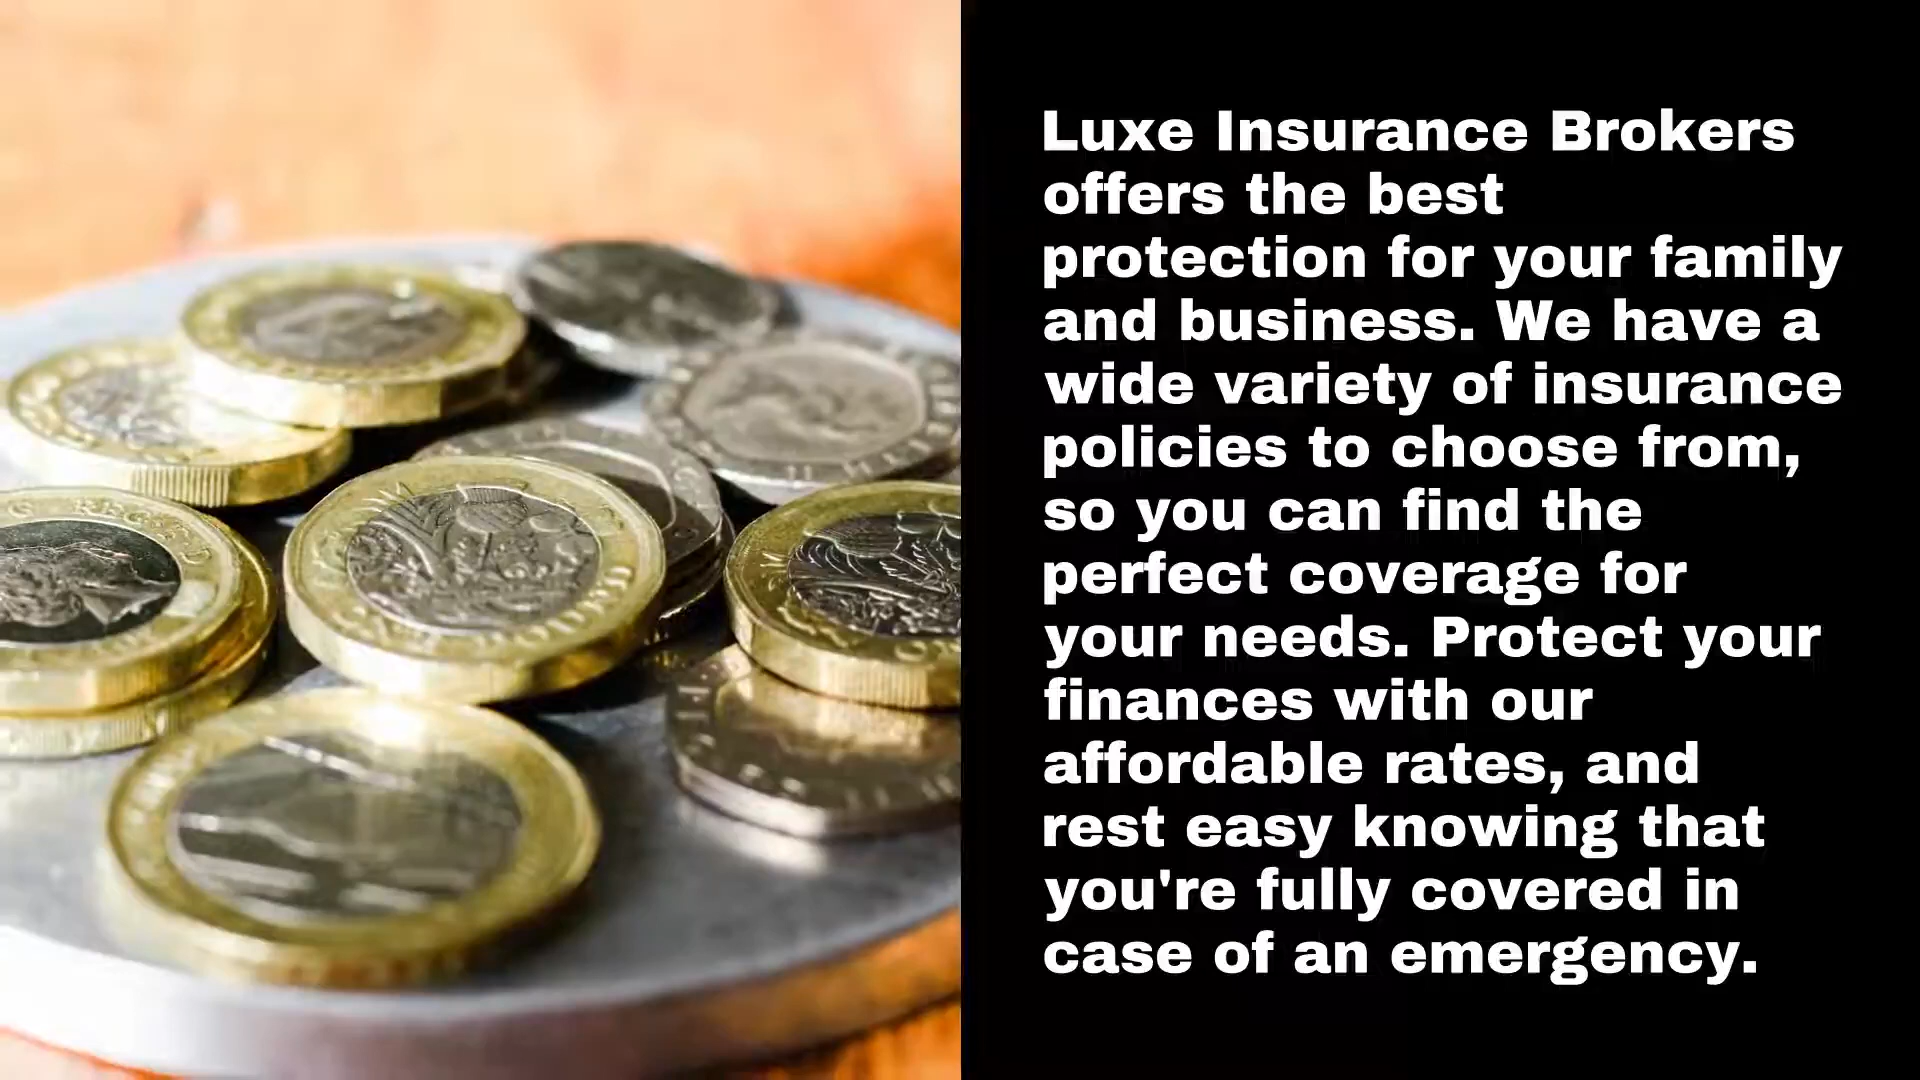 Luxe Insurance Brokers
offers the best
protection for your family
and business. We have a
wide variety of insurance
policies to choose from,
so you can find the
perfect coverage for
your needs. Protect your
finances with our
affordable rates, and
rest easy knowing that
you're fully covered in
case of an emergency.